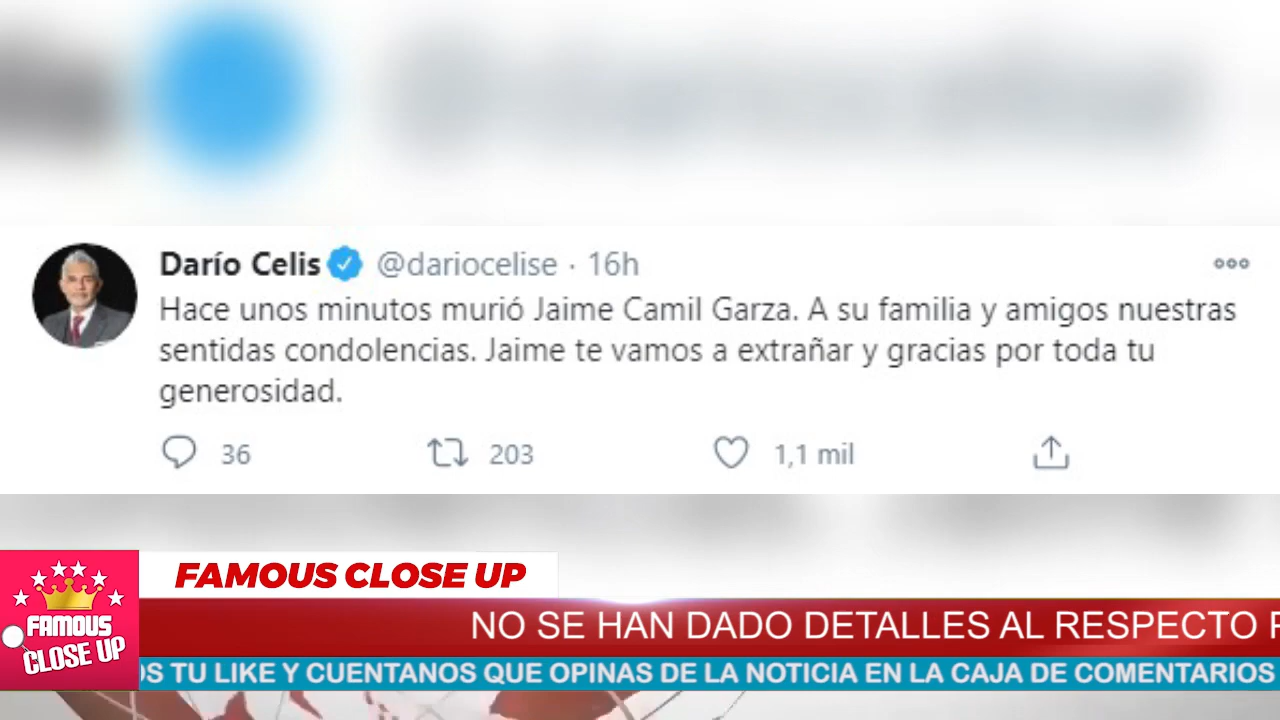 Darío Celis @dariocelise · 16h
Hace unos minutos murió Jaime Camil Garza. A su familia y amigos nuestras
sentidas condolencias. Jaime te vamos a extrañar y gracias por toda tu
generosidad.
36 203 1,1 mil
FAMOUS CLOSE UP
NO SE HAN DADO DETALLES AL RESPECTO
FAMOUS
CLOSE UP
TU LIKE Y CUENTANOS QUE OPINAS DE LA NOTICIA EN LA CAJA DE COMENTARIOS